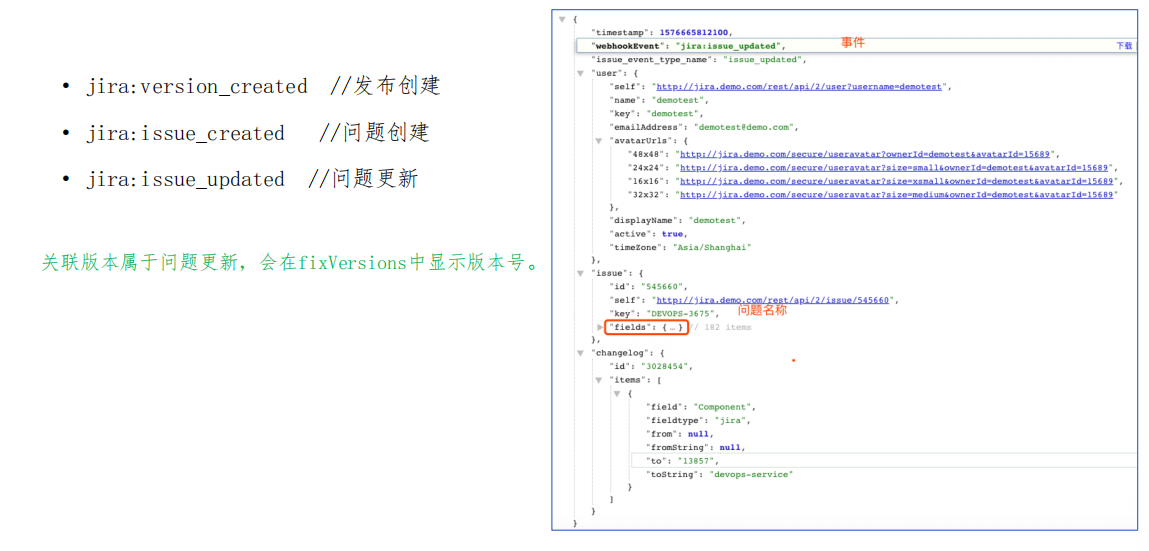 • jira:version_created  //发布创建
• jira:issue_created   //问题创建
• jira:issue_updated  //问题更新
关联版本属于问题更新，会在fixVersions中显示版本号。
{
"timestamp": 1576665812100,
"webhookEvent": "jira:issue_updated", 事件 下载
"issue_event_type_name": "issue_updated",
"user": {
"self": "http://jira.demo.com/rest/api/2/user?username=demotest",
"name": "demotest",
"key": "demotest",
"emailAddress": "demotest@demo.com",
"avatarUrls": {
"48x48": "http://jira.demo.com/secure/useravatar?ownerId=demotest&avatarId=15689",
"24x24": "http://jira.demo.com/secure/useravatar?size=small&ownerId=demotest&avatarId=15689",
"16x16": "http://jira.demo.com/secure/useravatar?size=xsmall&ownerId=demotest&avatarId=15689",
"32x32": "http://jira.demo.com/secure/useravatar?size=medium&ownerId=demotest&avatarId=15689"
},
"displayName": "demotest",
"active": true,
"timeZone": "Asia/Shanghai"
},
"issue": {
"id": "545660",
"self": "http://jira.demo.com/rest/api/2/issue/545660",
"key": "DEVOPS-3675", 问题名称
"fields": { … } // 182 items
},
"changelog": {
"id": "3028454",
"items": [
{
"field": "Component",
"fieldtype": "jira",
"from": null,
"fromString": null,
"to": "13857",
"toString": "devops-service"
}
]
}
}